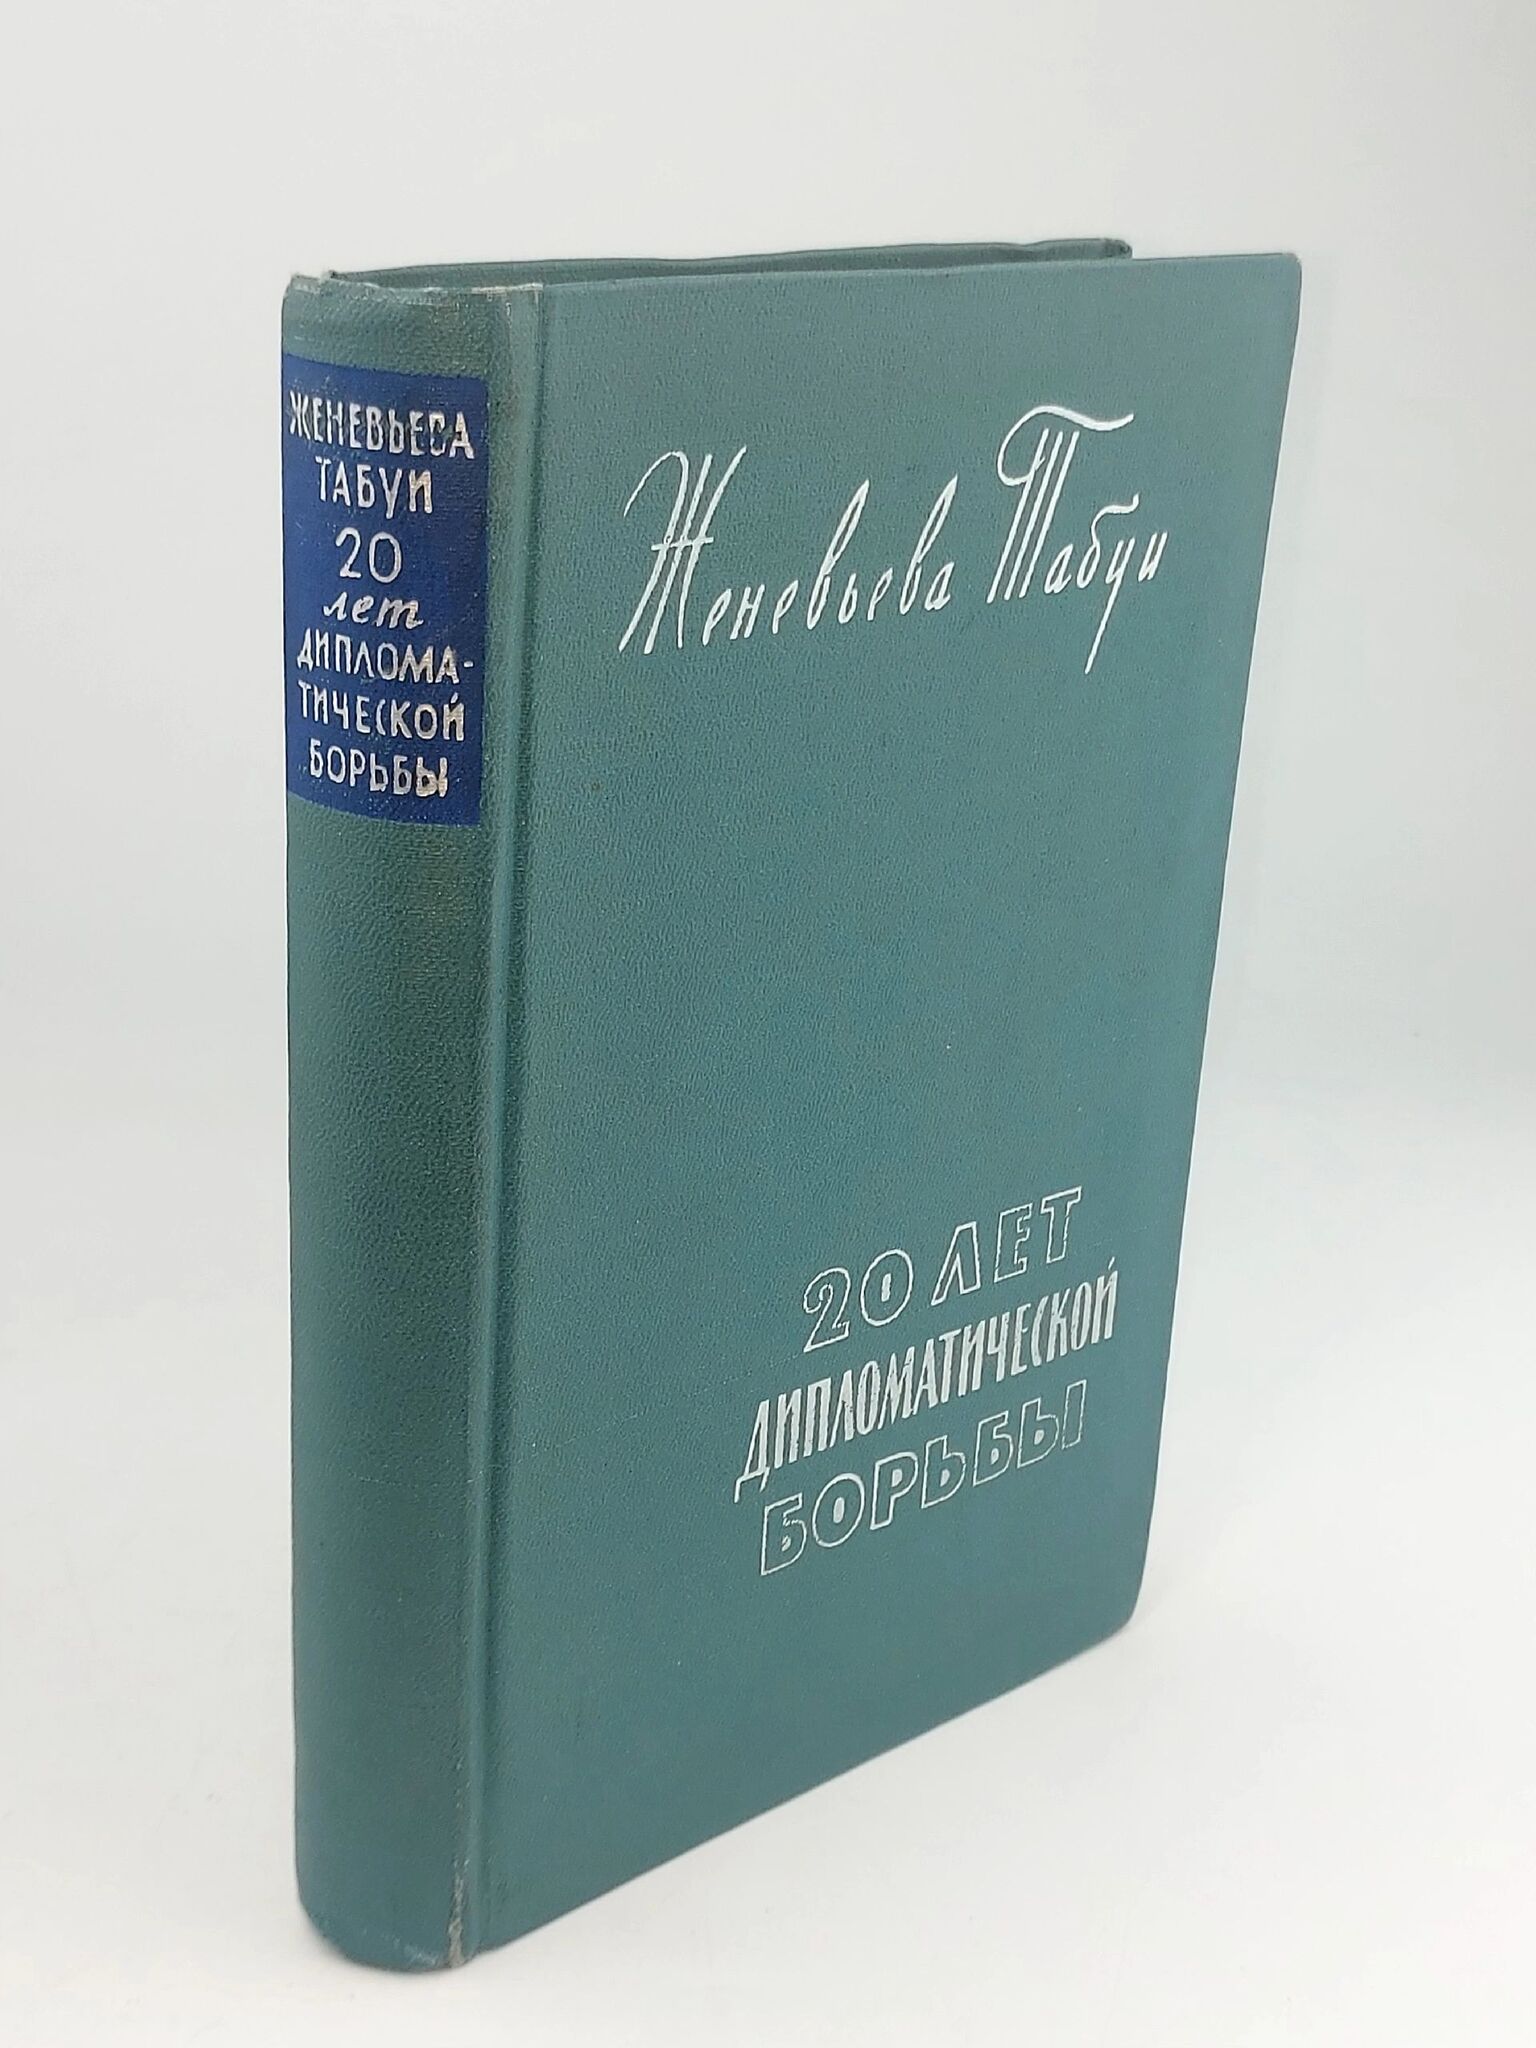 ЖЕНЕВЬЕВА
ТАБУИ
20
лет
ДИПЛОМА-
ТИЧЕСКОЙ
БОРЬБЫ
Женевьева Табуи
20 ЛЕТ
ДИПЛОМАТИЧЕСКОЙ
БОРЬБЫ